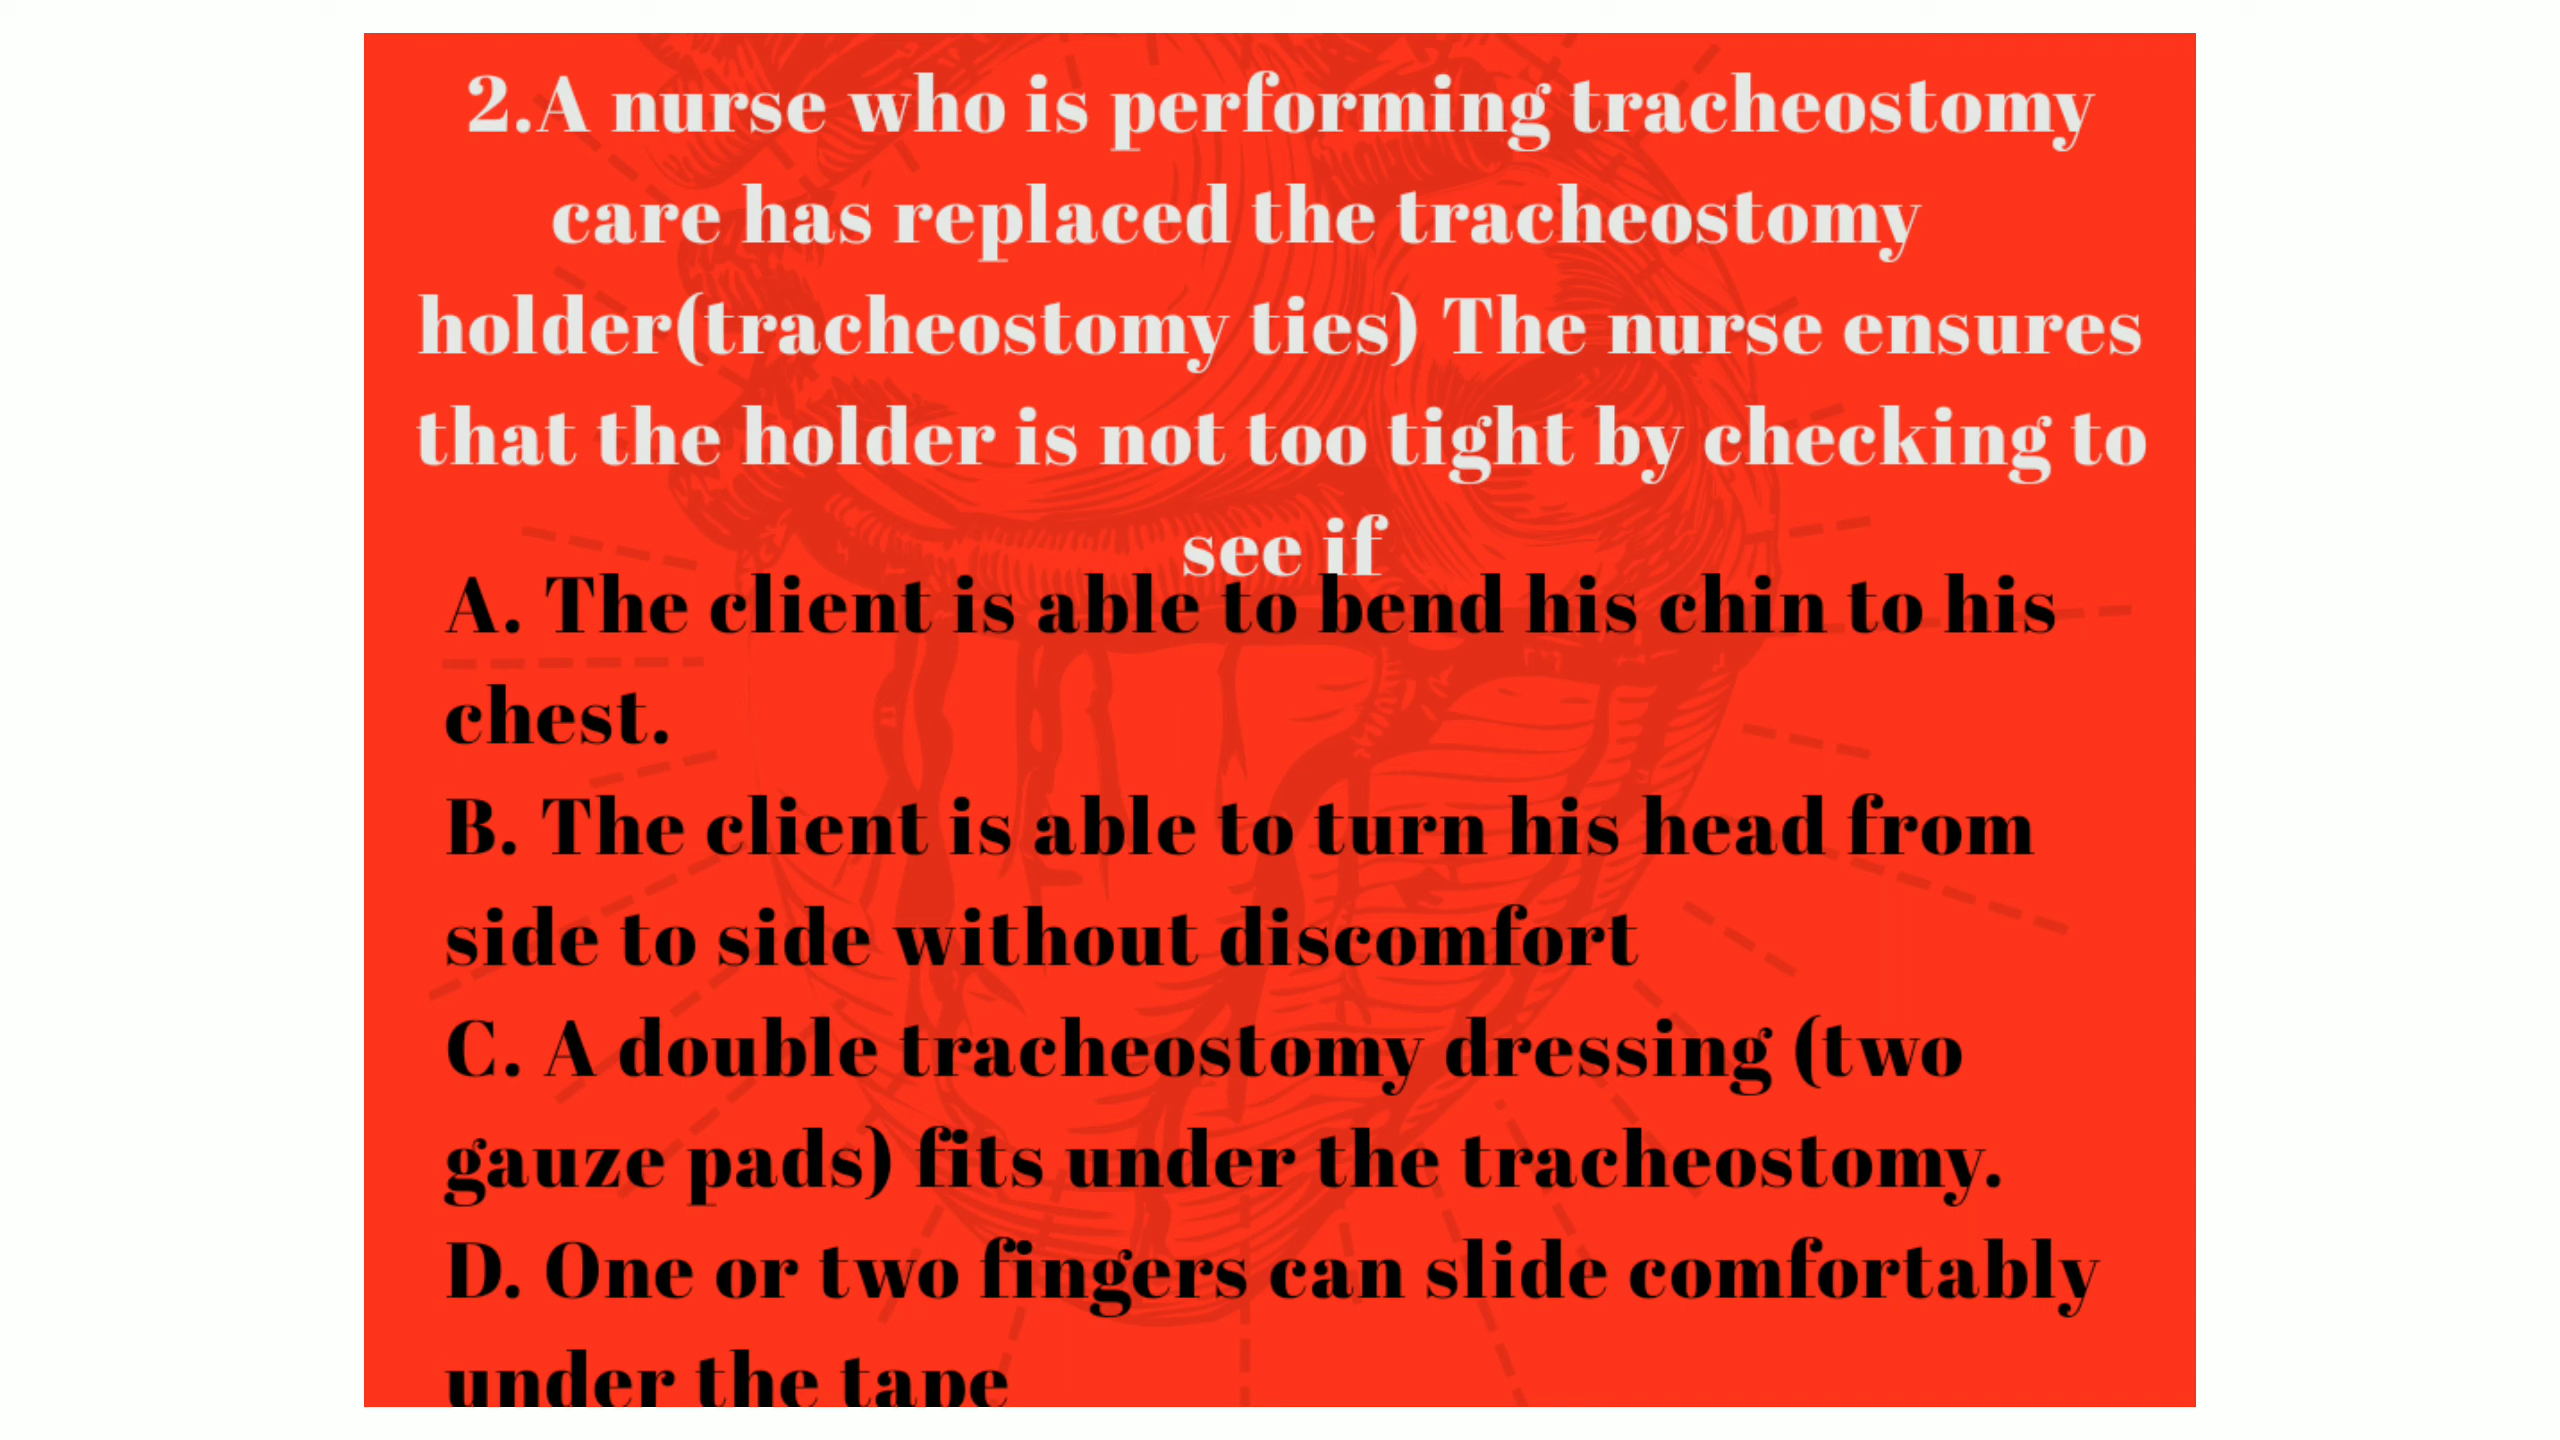 2.A nurse who is performing tracheostomy
care has replaced the tracheostomy
holder(tracheostomy ties) The nurse ensures
that the holder is not too tight by checking to
see if
A. The client is able to bend his chin to his
chest.
B. The client is able to turn his head from
side to side without discomfort
C. A double tracheostomy dressing (two
gauze pads) fits under the tracheostomy.
D. One or two fingers can slide comfortably
under the tape